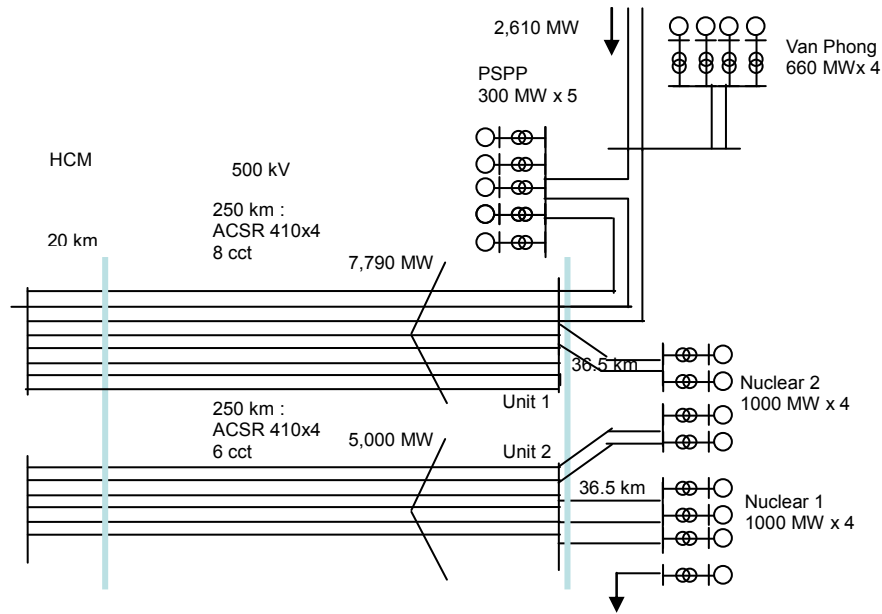 2,610 MW
Van Phong
660 MWx 4
PSPP
300 MW x 5
HCM
500 kV
250 km :
ACSR 410x4
8 cct
20 km
7,790 MW
36.5 km
Nuclear 2
1000 MW x 4
Unit 1
250 km :
ACSR 410x4
6 cct
5,000 MW
Unit 2
36.5 km
Nuclear 1
1000 MW x 4